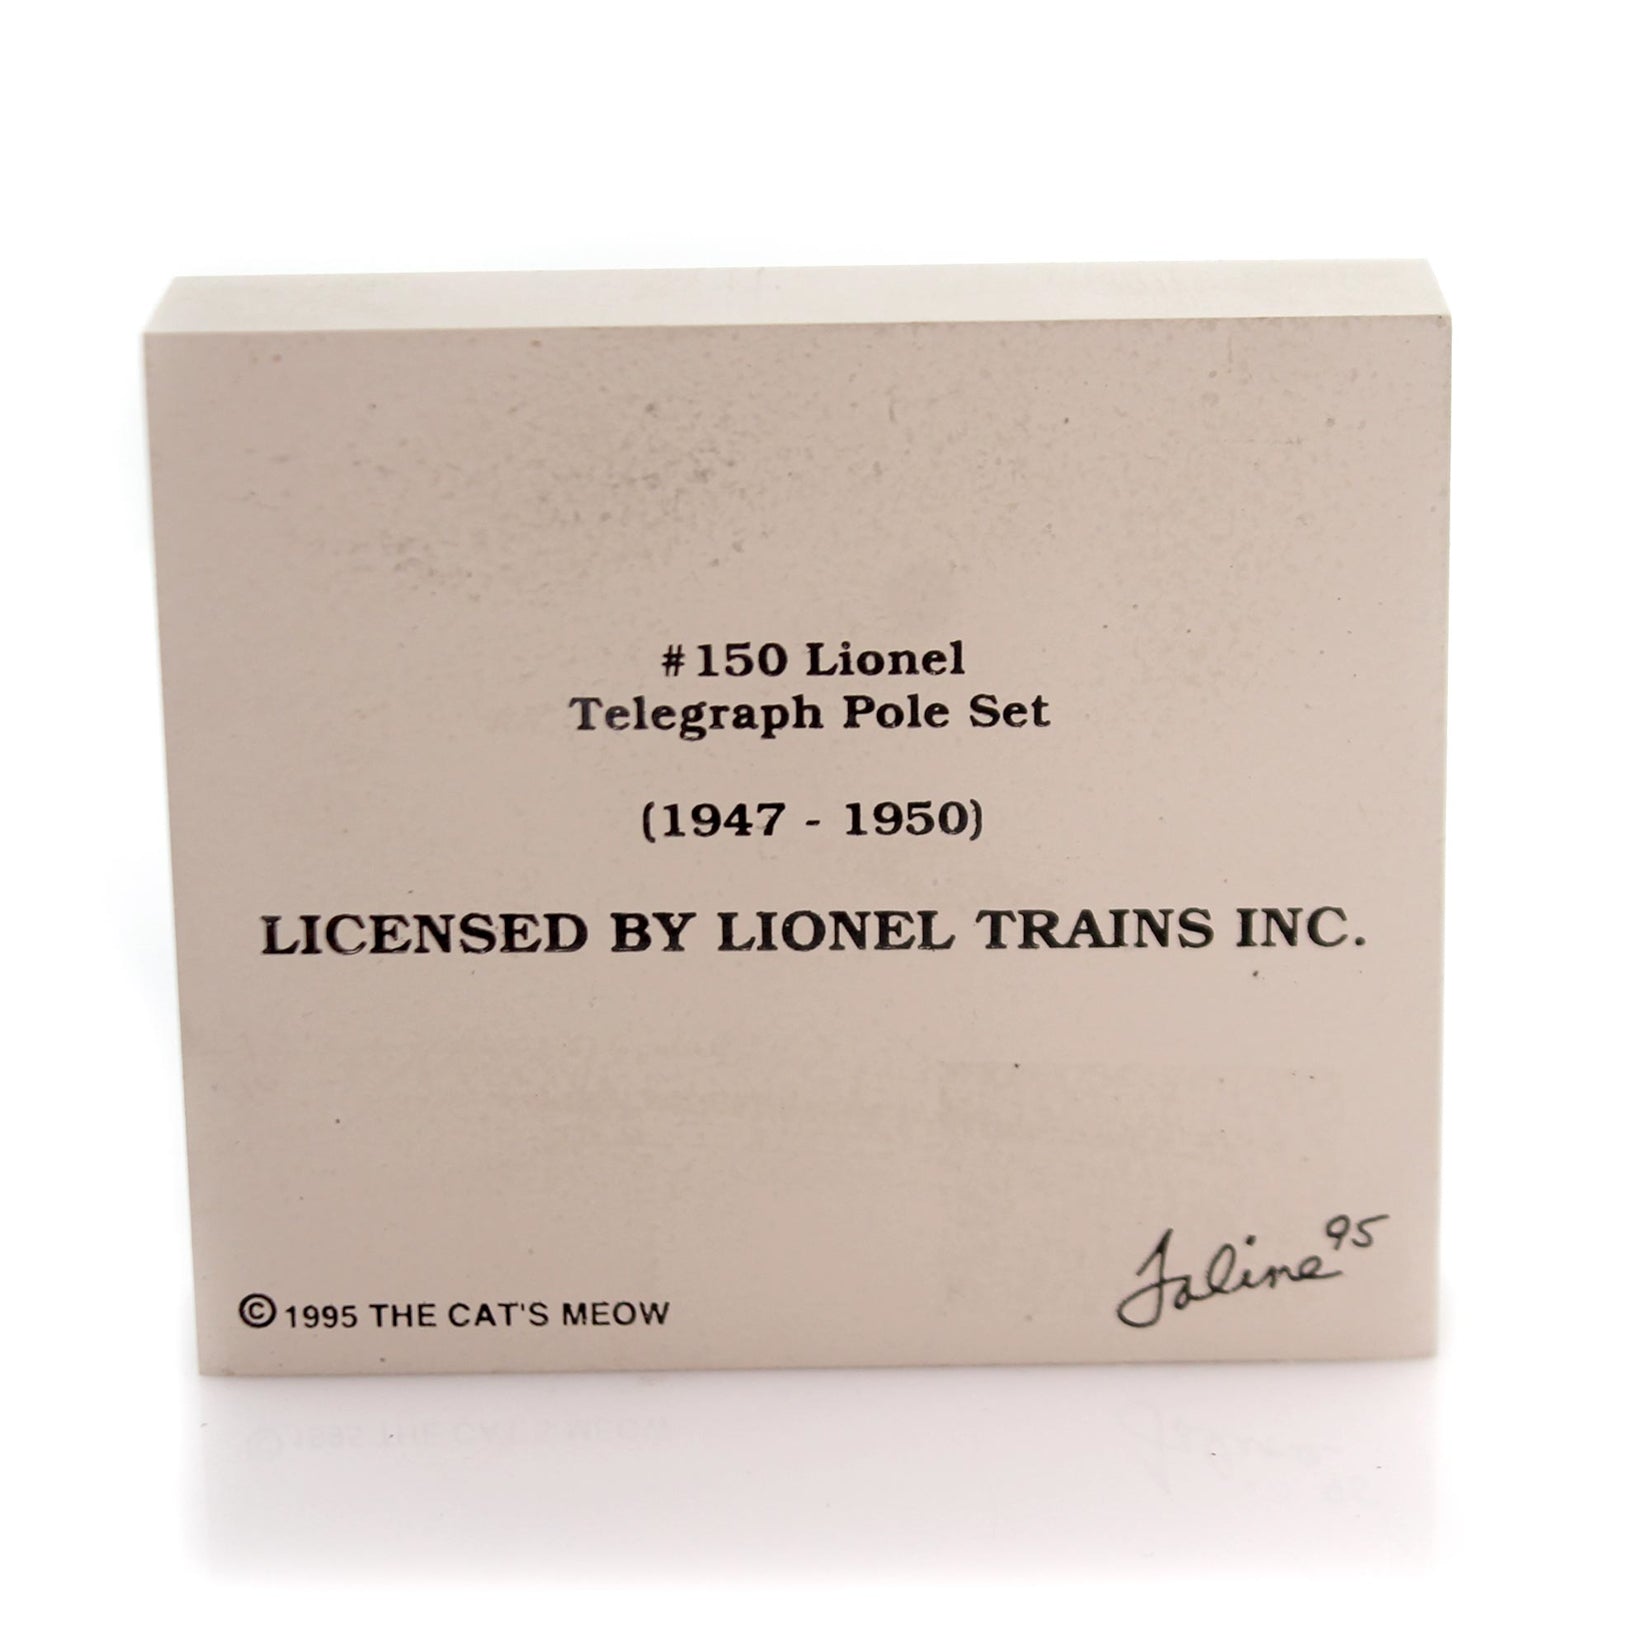 #150 Lionel
Telegraph Pole Set
(1947 - 1950)
LICENSED BY LIONEL TRAINS INC.
© 1995 THE CAT'S MEOW
Faline 95